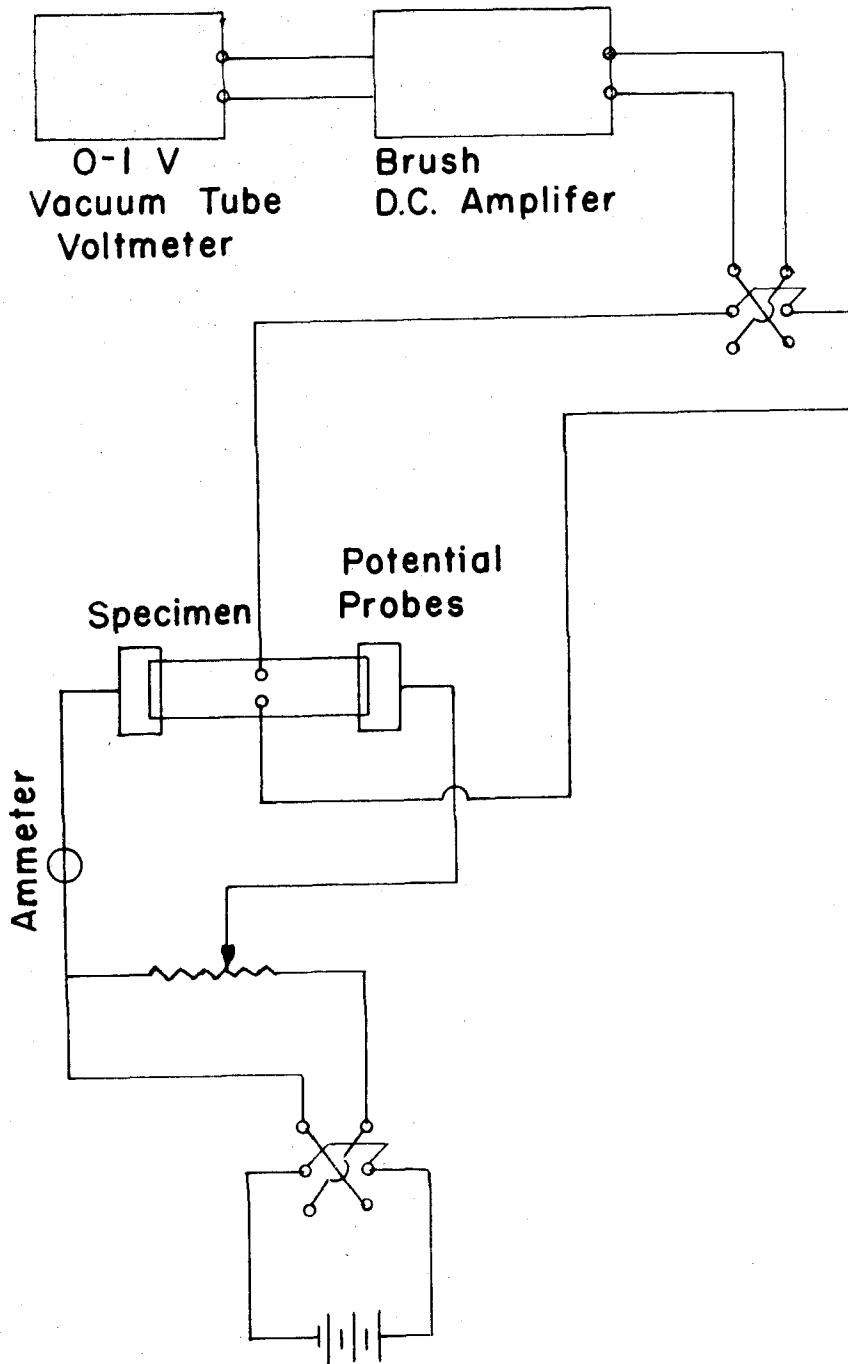 0-1 V
Vacuum Tube
Voltmeter
Brush
D.C. Amplifer
Potential
Probes
Specimen
Ammeter